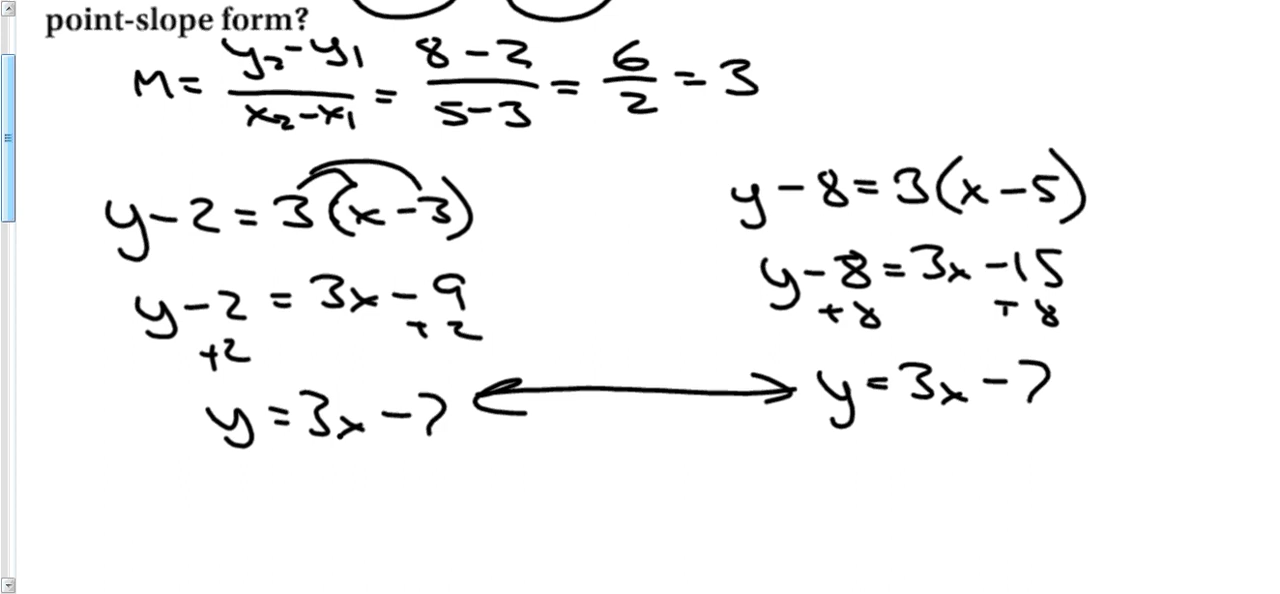 point-slope form?
M = y₂-y₁ / x₂-x₁ = 8-2 / 5-3 = 6/2 = 3
y-2 = 3(x-3)
y-2 = 3x-9
+2 +2
y = 3x-7
y-8 = 3(x-5)
y-8 = 3x-15
+8 +8
y = 3x-7